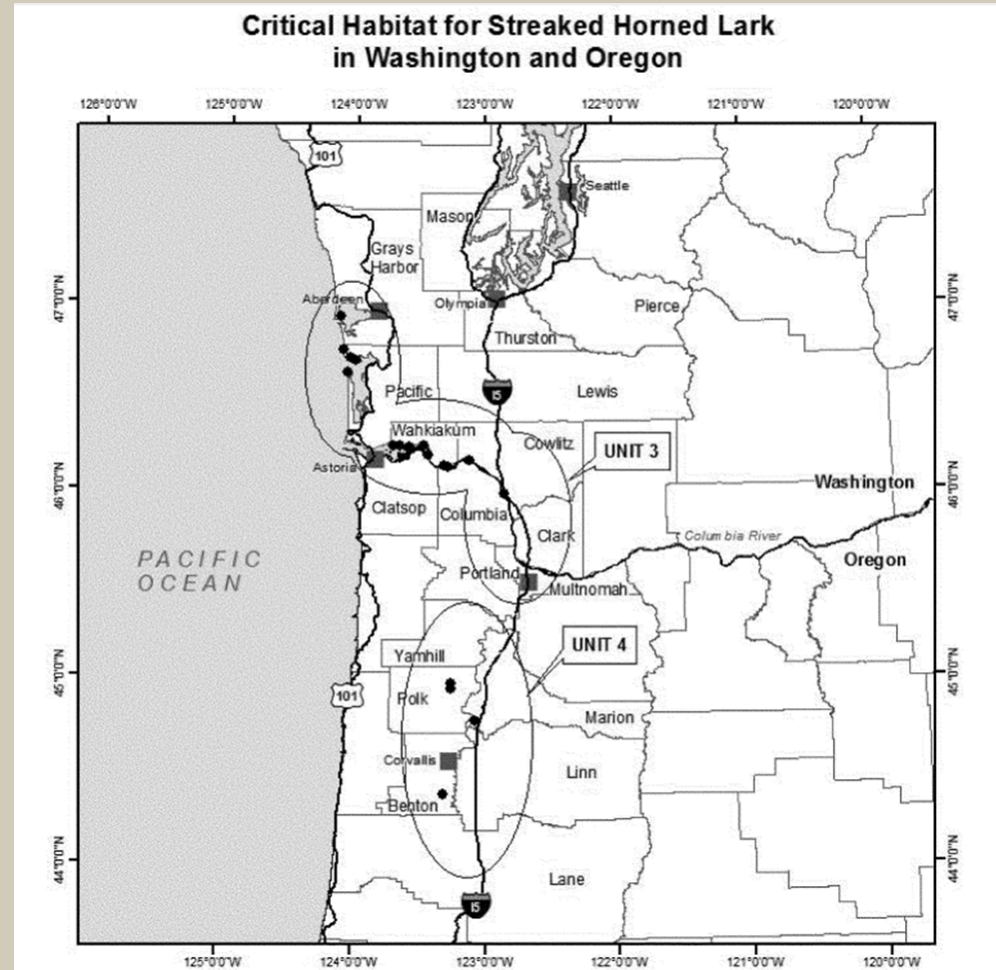 Critical Habitat for Streaked Horned Lark
in Washington and Oregon
126°0'0"W 125°0'0"W 124°0'0"W 123°0'0"W 122°0'0"W 121°0'0"W 120°0'0"W
101
Seattle
Mason
Grays
Harbor
47°0'0"N
Aberdeen
Olympia
Pierce
47°0'0"N
Thurston
15
Pacific
Lewis
Wahkiakum
Cowlitz
UNIT 3
Astoria
46°0'0"N
Washington
46°0'0"N
Clatsop
Columbia
Clark
Columbia River
PACIFIC
OCEAN
Oregon
Portland
Multnomah
UNIT 4
Yamhill
45°0'0"N
45°0'0"N
101
Polk
Marion
Corvallis
Linn
Benton
44°0'0"N
44°0'0"N
Lane
15
125°0'0"W 124°0'0"W 123°0'0"W 122°0'0"W 121°0'0"W 120°0'0"W